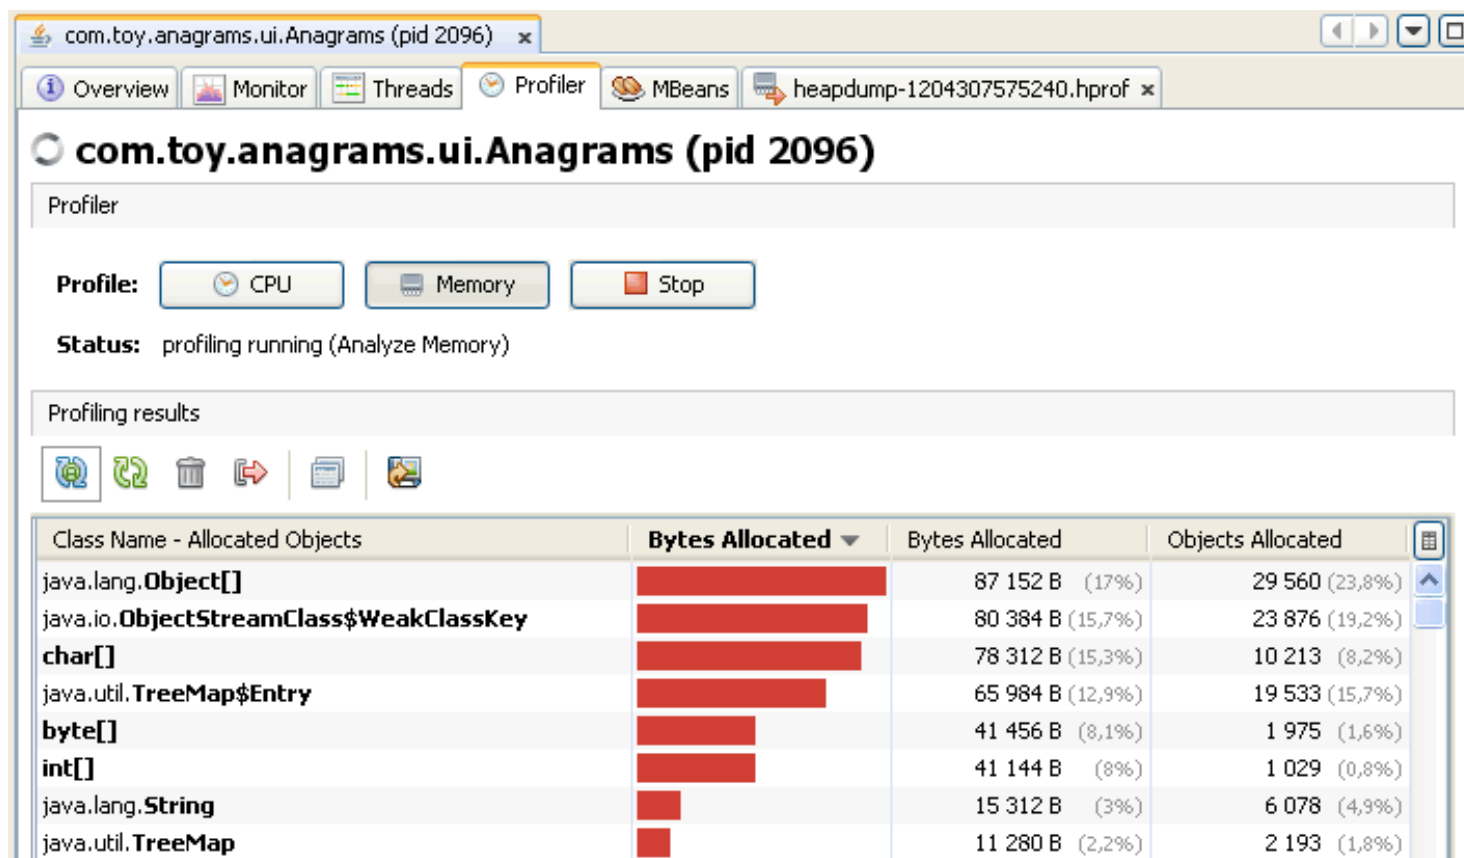 com.toy.anagrams.ui.Anagrams (pid 2096)
Overview Monitor Threads Profiler MBeans heapdump-1204307575240.hprof
com.toy.anagrams.ui.Anagrams (pid 2096)
Profiler
Profile: CPU Memory Stop
Status: profiling running (Analyze Memory)
Profiling results
Class Name - Allocated Objects Bytes Allocated Bytes Allocated Objects Allocated
java.lang.Object[] 87 152 B (17%) 29 560 (23,8%)
java.io.ObjectStreamClass$WeakClassKey 80 384 B (15,7%) 23 876 (19,2%)
char[] 78 312 B (15,3%) 10 213 (8,2%)
java.util.TreeMap$Entry 65 984 B (12,9%) 19 533 (15,7%)
byte[] 41 456 B (8,1%) 1 975 (1,6%)
int[] 41 144 B (8%) 1 029 (0,8%)
java.lang.String 15 312 B (3%) 6 078 (4,9%)
java.util.TreeMap 11 280 B (2,2%) 2 193 (1,8%)